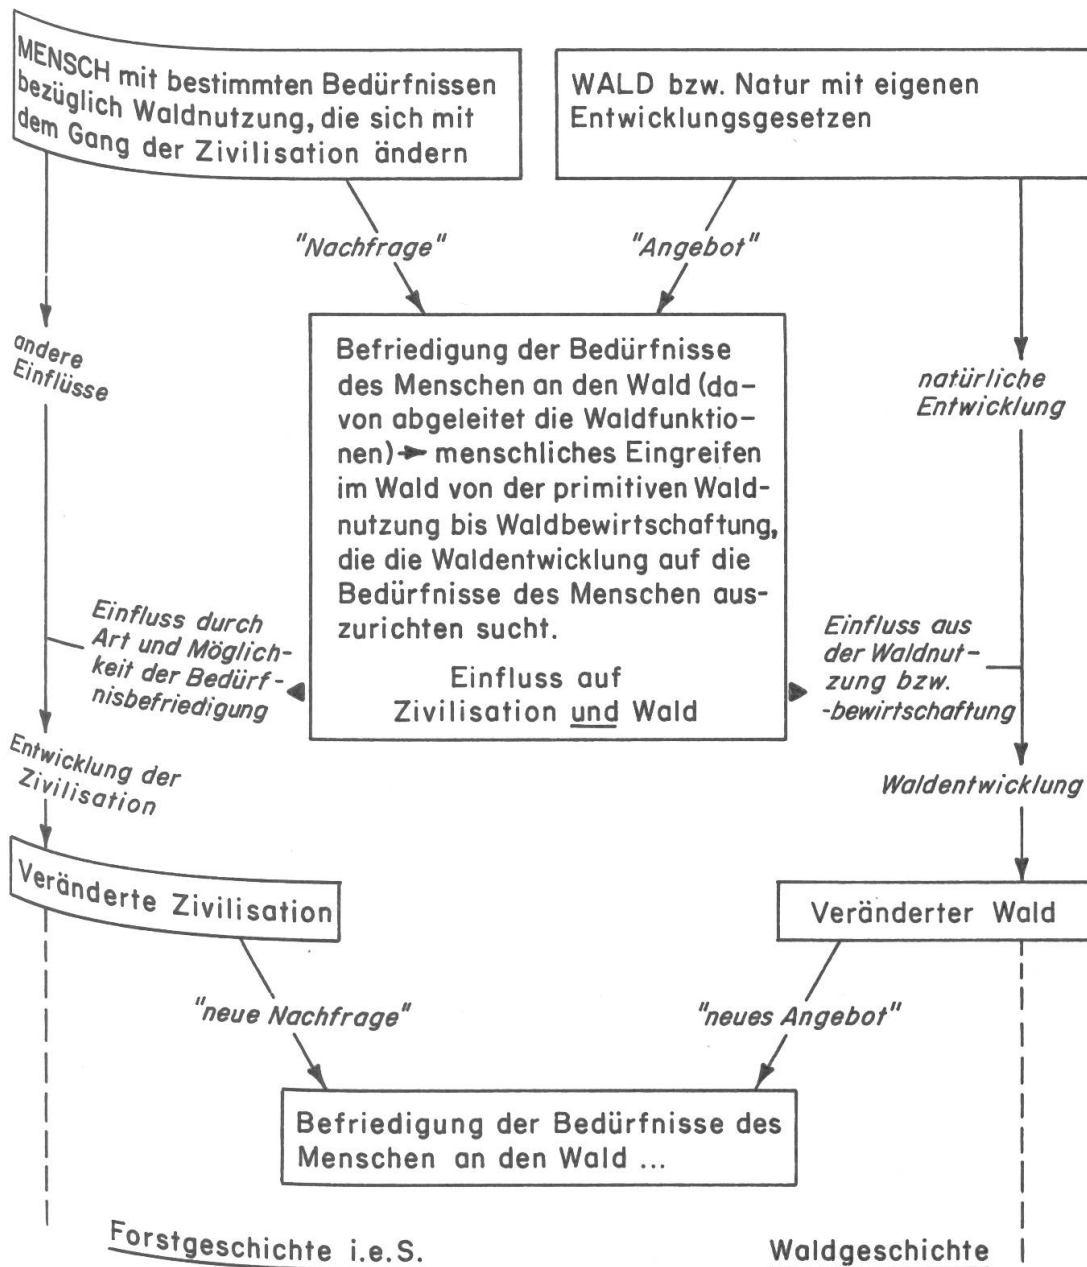 MENSCH mit bestimmten Bedürfnissen
bezüglich Waldnutzung, die sich mit
dem Gang der Zivilisation ändern
WALD bzw. Natur mit eigenen
Entwicklungsgesetzen
"Nachfrage"
"Angebot"
andere
Einflüsse
Befriedigung der Bedürfnisse
des Menschen an den Wald (da-
von abgeleitet die Waldfunktio-
nen) → menschliches Eingreifen
im Wald von der primitiven Wald-
nutzung bis Waldbewirtschaftung,
die die Waldentwicklung auf die
Bedürfnisse des Menschen aus-
zurichten sucht.
Einfluss auf
Zivilisation und Wald
natürliche
Entwicklung
Einfluss durch
Art und Möglich-
keit der Bedürf-
nisbefriedigung
Einfluss aus
der Waldnut-
zung bzw.
-bewirtschaftung
Entwicklung der
Zivilisation
Waldentwicklung
Veränderte Zivilisation
Veränderter Wald
"neue Nachfrage"
"neues Angebot"
Befriedigung der Bedürfnisse des
Menschen an den Wald ...
Forstgeschichte i.e.S.
Waldgeschichte